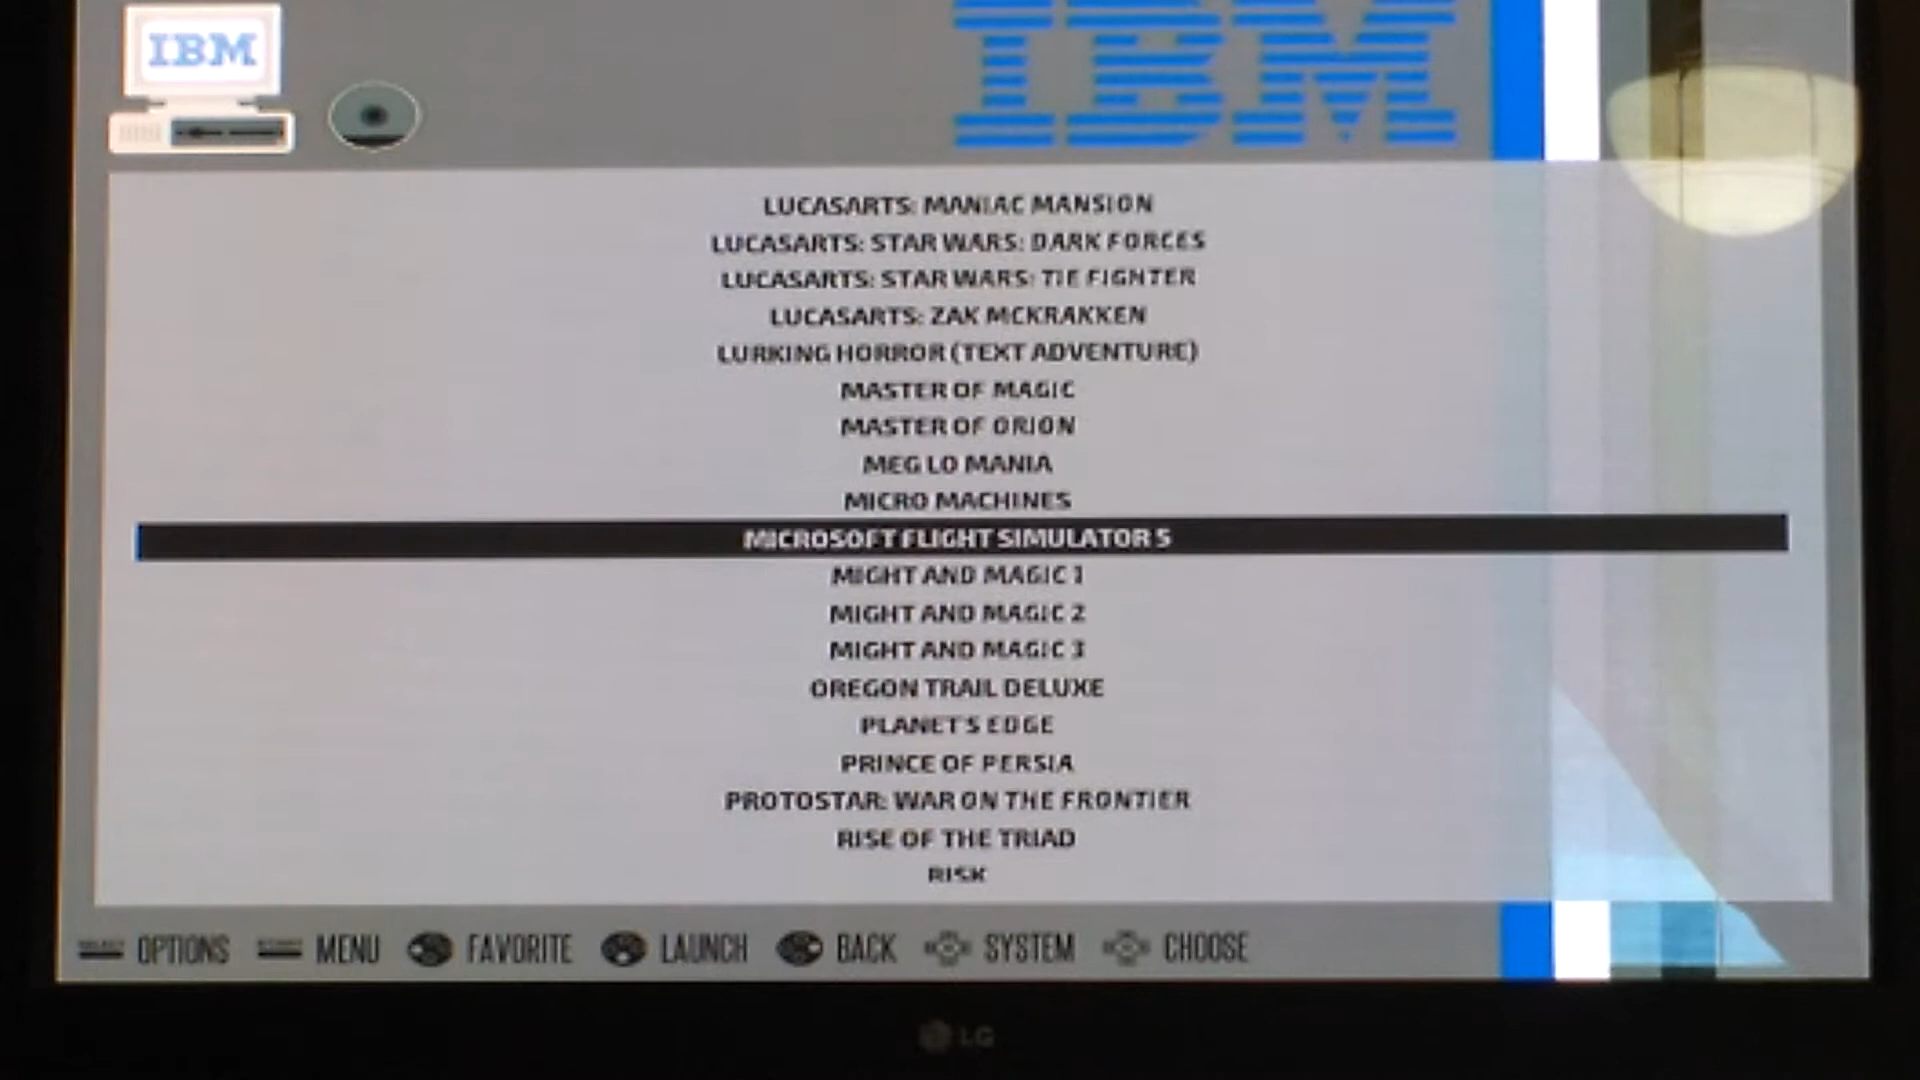 IBM
IBM
LUCASARTS: MANIAC MANSION
LUCASARTS: STAR WARS: DARK FORCES
LUCASARTS: STAR WARS: TIE FIGHTER
LUCASARTS: ZAK MCKRAKKEN
LURKING HORROR (TEXT ADVENTURE)
MASTER OF MAGIC
MASTER OF ORION
MEG LO MANIA
MICRO MACHINES
MICROSOFT FLIGHT SIMULATOR 5
MIGHT AND MAGIC 1
MIGHT AND MAGIC 2
MIGHT AND MAGIC 3
OREGON TRAIL DELUXE
PLANET'S EDGE
PRINCE OF PERSIA
PROTOSTAR: WAR ON THE FRONTIER
RISE OF THE TRIAD
RISK
SELECT OPTIONS START MENU FAVORITE LAUNCH BACK SYSTEM CHOOSE
LG